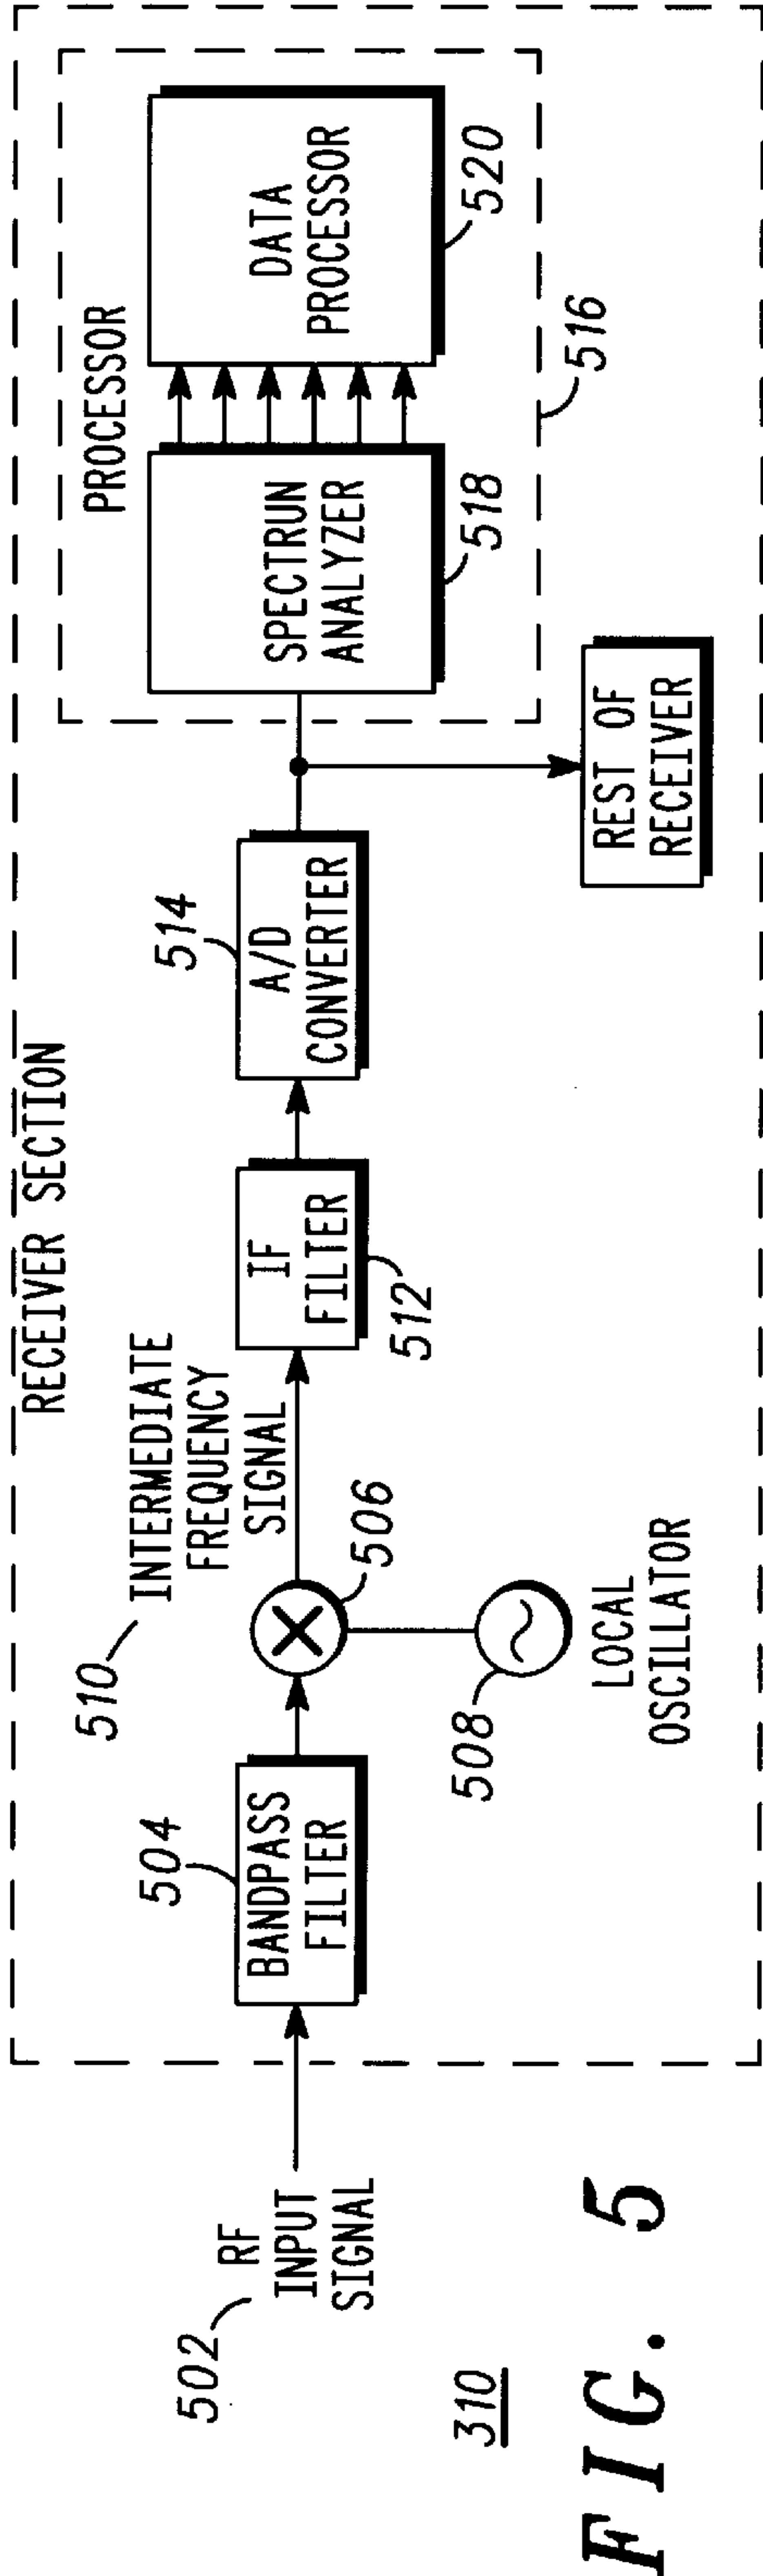 RECEIVER SECTION
PROCESSOR
502
RF
INPUT
SIGNAL
504
BANDPASS
FILTER
510
INTERMEDIATE
FREQUENCY
SIGNAL
506
508
LOCAL
OSCILLATOR
IF
FILTER
512
514
A/D
CONVERTER
SPECTRUN
ANALYZER
518
DATA
PROCESSOR
520
516
REST OF
RECEIVER
310
FIG. 5